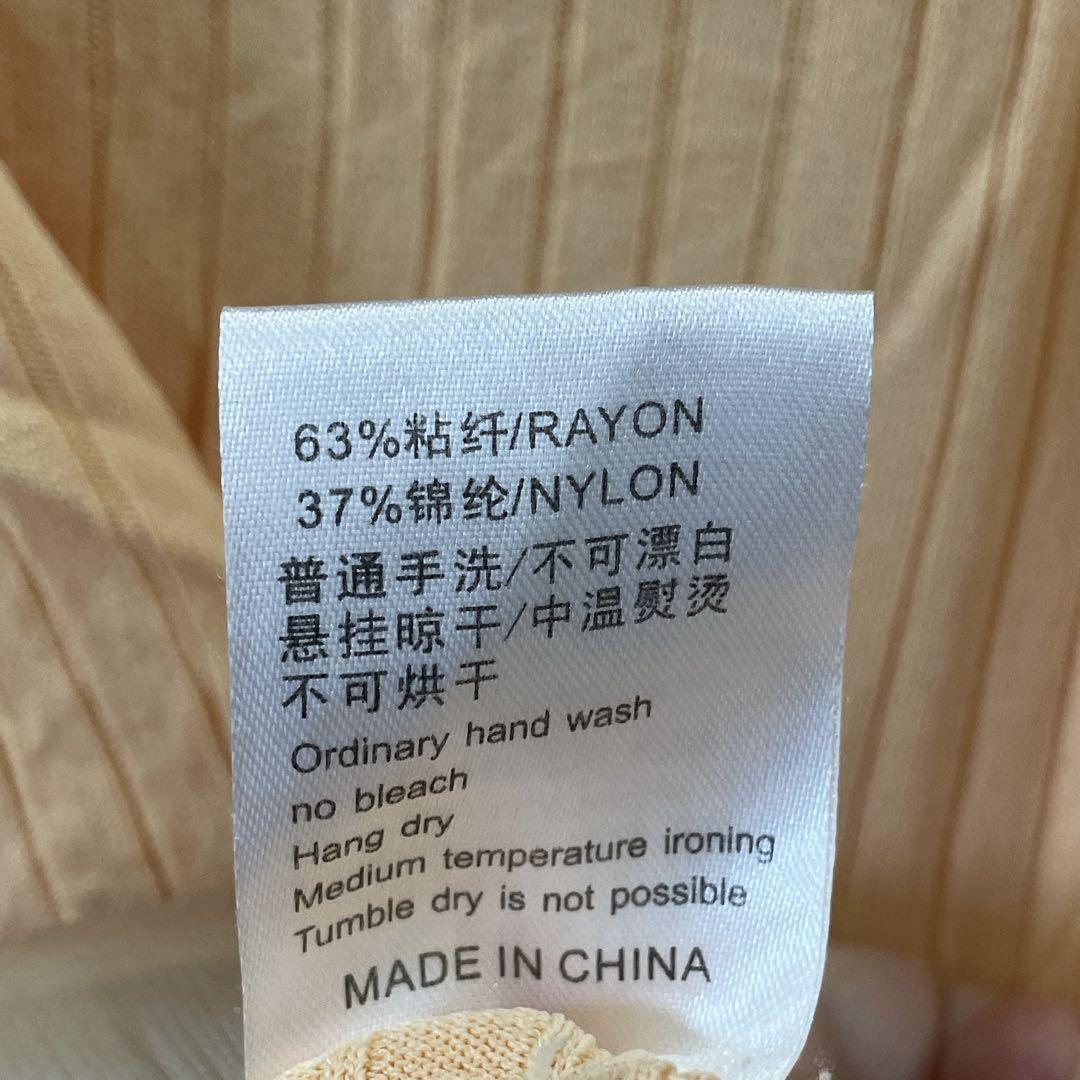 63%粘纤/RAYON
37%锦纶/NYLON
普通手洗/不可漂白
悬挂晾干/中温熨烫
不可烘干
Ordinary hand wash
no bleach
Hang dry
Medium temperature ironing
Tumble dry is not possible
MADE IN CHINA